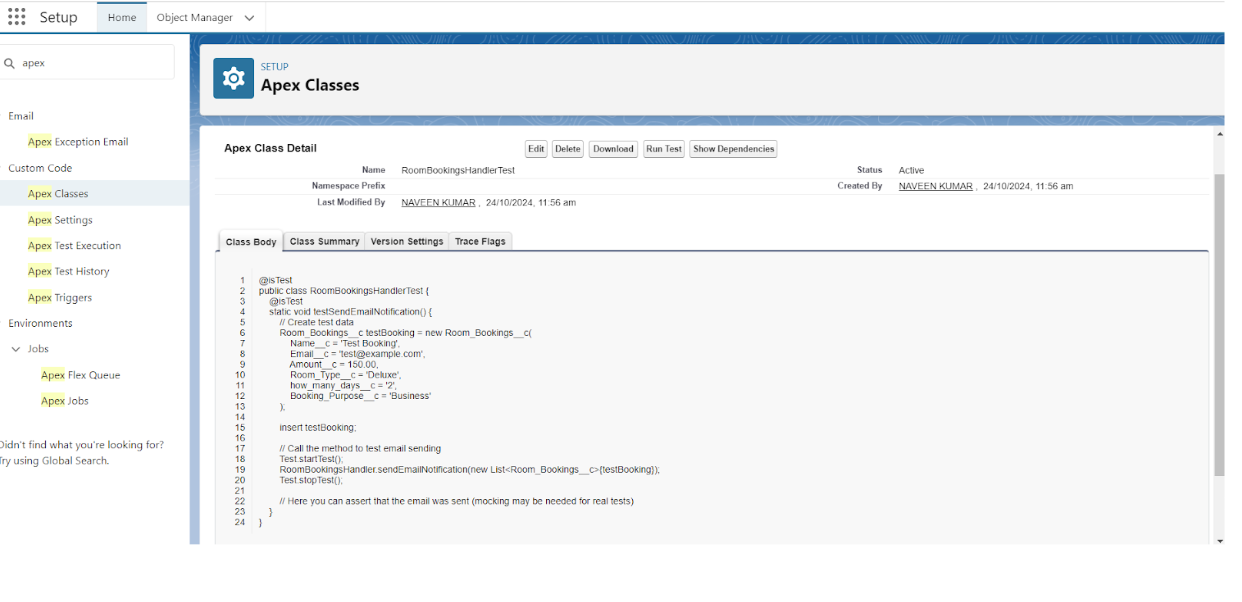 Setup
Home
Object Manager
apex
Email
Apex Exception Email
Custom Code
Apex Classes
Apex Settings
Apex Test Execution
Apex Test History
Apex Triggers
Environments
Jobs
Apex Flex Queue
Apex Jobs
Didn't find what you're looking for?
Try using Global Search.
SETUP
Apex Classes
Apex Class Detail
Edit Delete Download Run Test Show Dependencies
Name RoomBookingsHandlerTest Status Active
Namespace Prefix Created By NAVEEN KUMAR , 24/10/2024, 11:56 am
Last Modified By NAVEEN KUMAR , 24/10/2024, 11:56 am
Class Body Class Summary Version Settings Trace Flags
1 @isTest
2 public class RoomBookingsHandlerTest {
3 @isTest
4 static void testSendEmailNotification() {
5 // Create test data
6 Room_Bookings__c testBooking = new Room_Bookings__c(
7 Name__c = 'Test Booking',
8 Email__c = 'test@example.com',
9 Amount__c = 150.00,
10 Room_Type__c = 'Deluxe',
11 how_many_days__c = '2',
12 Booking_Purpose__c = 'Business'
13 );
14
15 insert testBooking;
16
17 // Call the method to test email sending
18 Test.startTest();
19 RoomBookingsHandler.sendEmailNotification(new List<Room_Bookings__c>{testBooking});
20 Test.stopTest();
21
22 // Here you can assert that the email was sent (mocking may be needed for real tests)
23 }
24 }